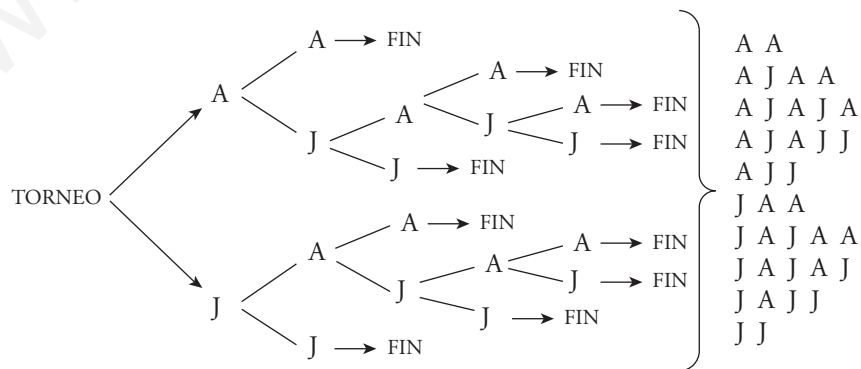 A → FIN
A → FIN
A
A
A → FIN
J
J
J → FIN
J → FIN
TORNEO
A → FIN
A
A → FIN
A
J
J → FIN
J
J → FIN
J → FIN
A A
A J A A
A J A J A
A J A J J
A J J
J A A
J A J A A
J A J A J
J A J J
J J